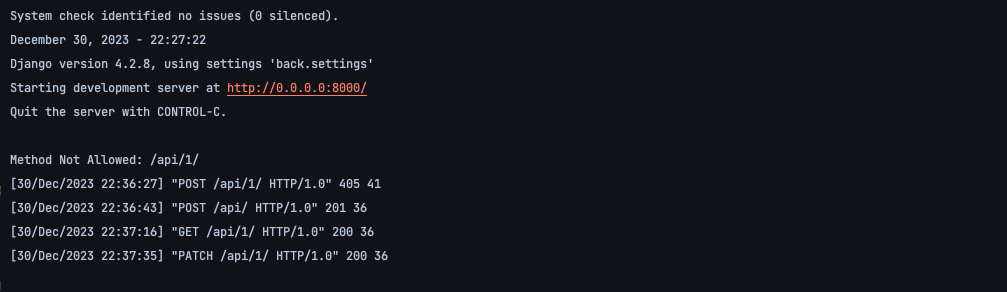 System check identified no issues (0 silenced).
December 30, 2023 - 22:27:22
Django version 4.2.8, using settings 'back.settings'
Starting development server at http://0.0.0.0:8000/
Quit the server with CONTROL-C.
Method Not Allowed: /api/1/
[30/Dec/2023 22:36:27] "POST /api/1/ HTTP/1.0" 405 41
[30/Dec/2023 22:36:43] "POST /api/ HTTP/1.0" 201 36
[30/Dec/2023 22:37:16] "GET /api/1/ HTTP/1.0" 200 36
[30/Dec/2023 22:37:35] "PATCH /api/1/ HTTP/1.0" 200 36